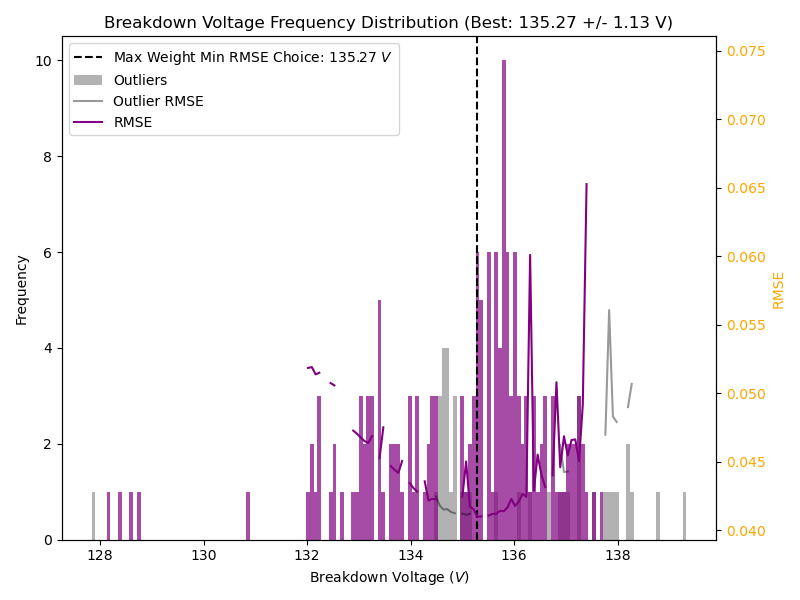 Breakdown Voltage Frequency Distribution (Best: 135.27 +/- 1.13 V)
Max Weight Min RMSE Choice: 135.27 V
Outliers
Outlier RMSE
RMSE
Frequency
10
8
6
4
2
0
0.075
0.070
0.065
0.060
0.055
0.050
0.045
0.040
RMSE
128 130 132 134 136 138
Breakdown Voltage (V)